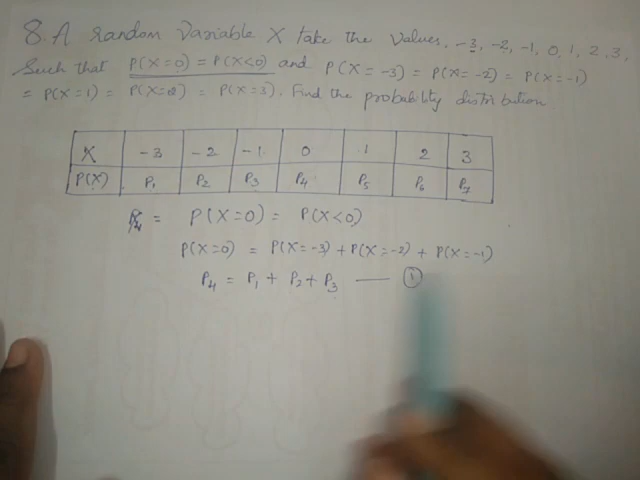 8. A random Variable X take the Values, -3, -2, -1, 0, 1, 2, 3,
Such that P(X=0) = P(X<0) and P(X=-3) = P(X=-2) = P(X=-1)
= P(X=1) = P(X=2) = P(X=3). Find the probability distribution
X -3 -2 -1 0 1 2 3
P(X) P₁ P₂ P₃ P₄ P₅ P₆ P₇
= P(X=0) = P(X<0)
P(X=0) = P(X=-3) + P(X=-2) + P(X=-1)
P₄ = P₁ + P₂ + P₃ — ①